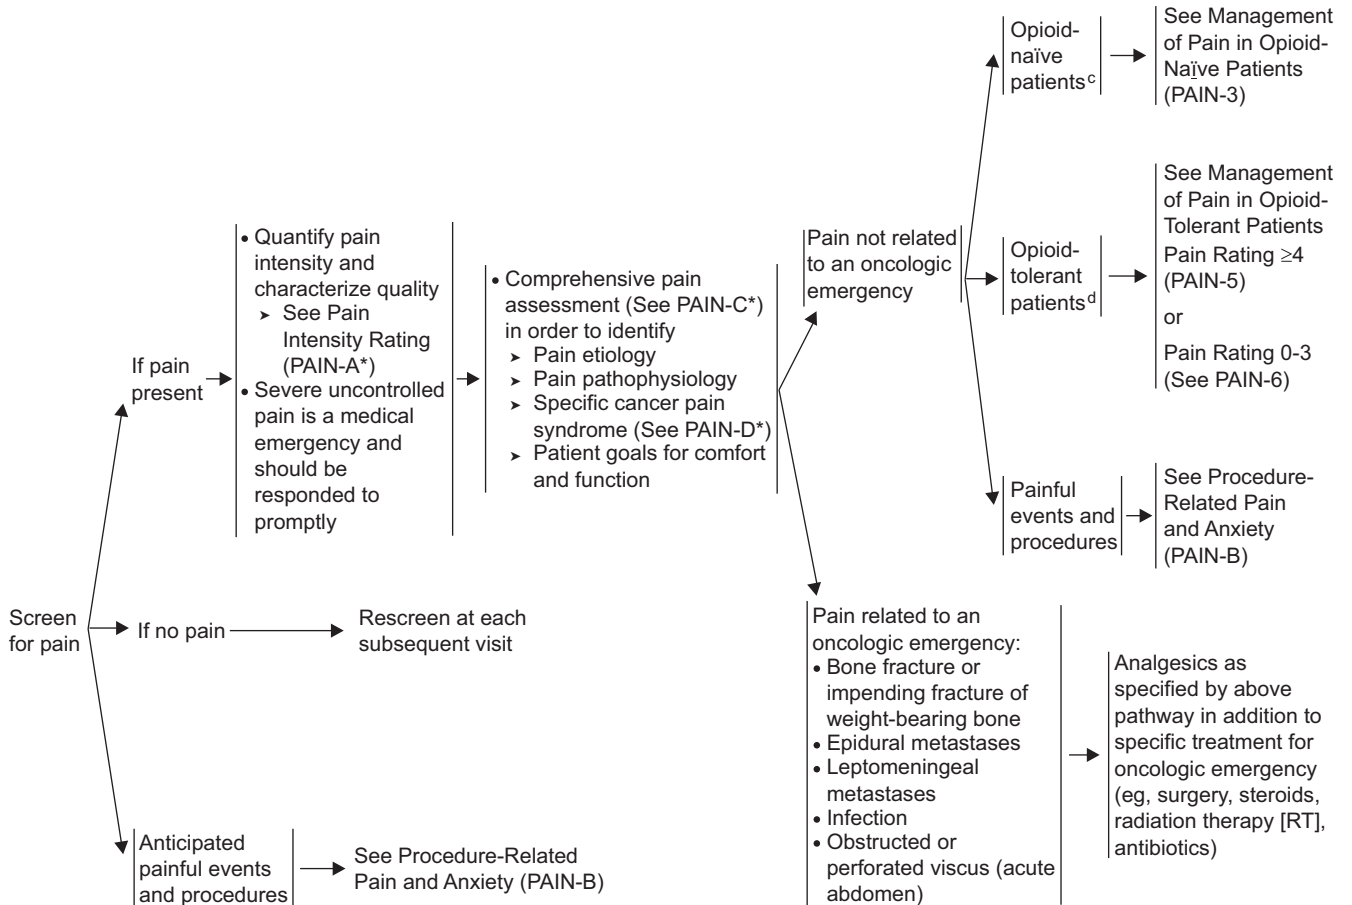 Screen
for pain
If pain
present
• Quantify pain
intensity and
characterize quality
➤ See Pain
Intensity Rating
(PAIN-A*)
• Severe uncontrolled
pain is a medical
emergency and
should be
responded to
promptly
• Comprehensive pain
assessment (See PAIN-C*)
in order to identify
➤ Pain etiology
➤ Pain pathophysiology
➤ Specific cancer pain
syndrome (See PAIN-D*)
➤ Patient goals for comfort
and function
Pain not related
to an oncologic
emergency
Opioid-
naïve
patientsᶜ
See Management
of Pain in Opioid-
Naïve Patients
(PAIN-3)
Opioid-
tolerant
patientsᵈ
See Management
of Pain in Opioid-
Tolerant Patients
Pain Rating ≥4
(PAIN-5)
or
Pain Rating 0-3
(See PAIN-6)
Painful
events and
procedures
See Procedure-
Related Pain
and Anxiety
(PAIN-B)
Pain related to an
oncologic emergency:
• Bone fracture or
impending fracture of
weight-bearing bone
• Epidural metastases
• Leptomeningeal
metastases
• Infection
• Obstructed or
perforated viscus (acute
abdomen)
Analgesics as
specified by above
pathway in addition to
specific treatment for
oncologic emergency
(eg, surgery, steroids,
radiation therapy [RT],
antibiotics)
If no pain
Rescreen at each
subsequent visit
Anticipated
painful events
and procedures
See Procedure-Related
Pain and Anxiety (PAIN-B)